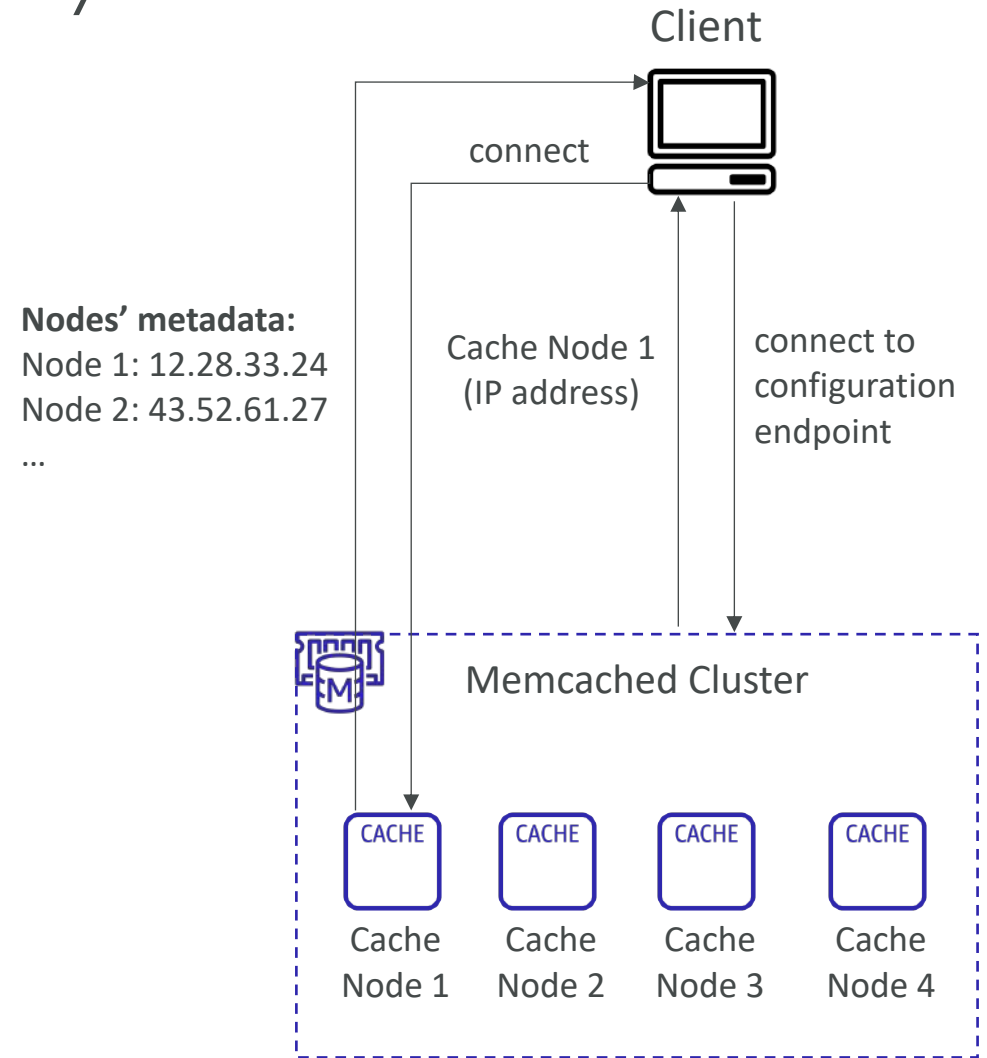 Client
connect
Nodes’ metadata:
Node 1: 12.28.33.24
Node 2: 43.52.61.27
...
Cache Node 1
(IP address)
connect to
configuration
endpoint
M
Memcached Cluster
CACHE
CACHE
CACHE
CACHE
Cache
Node 1
Cache
Node 2
Cache
Node 3
Cache
Node 4